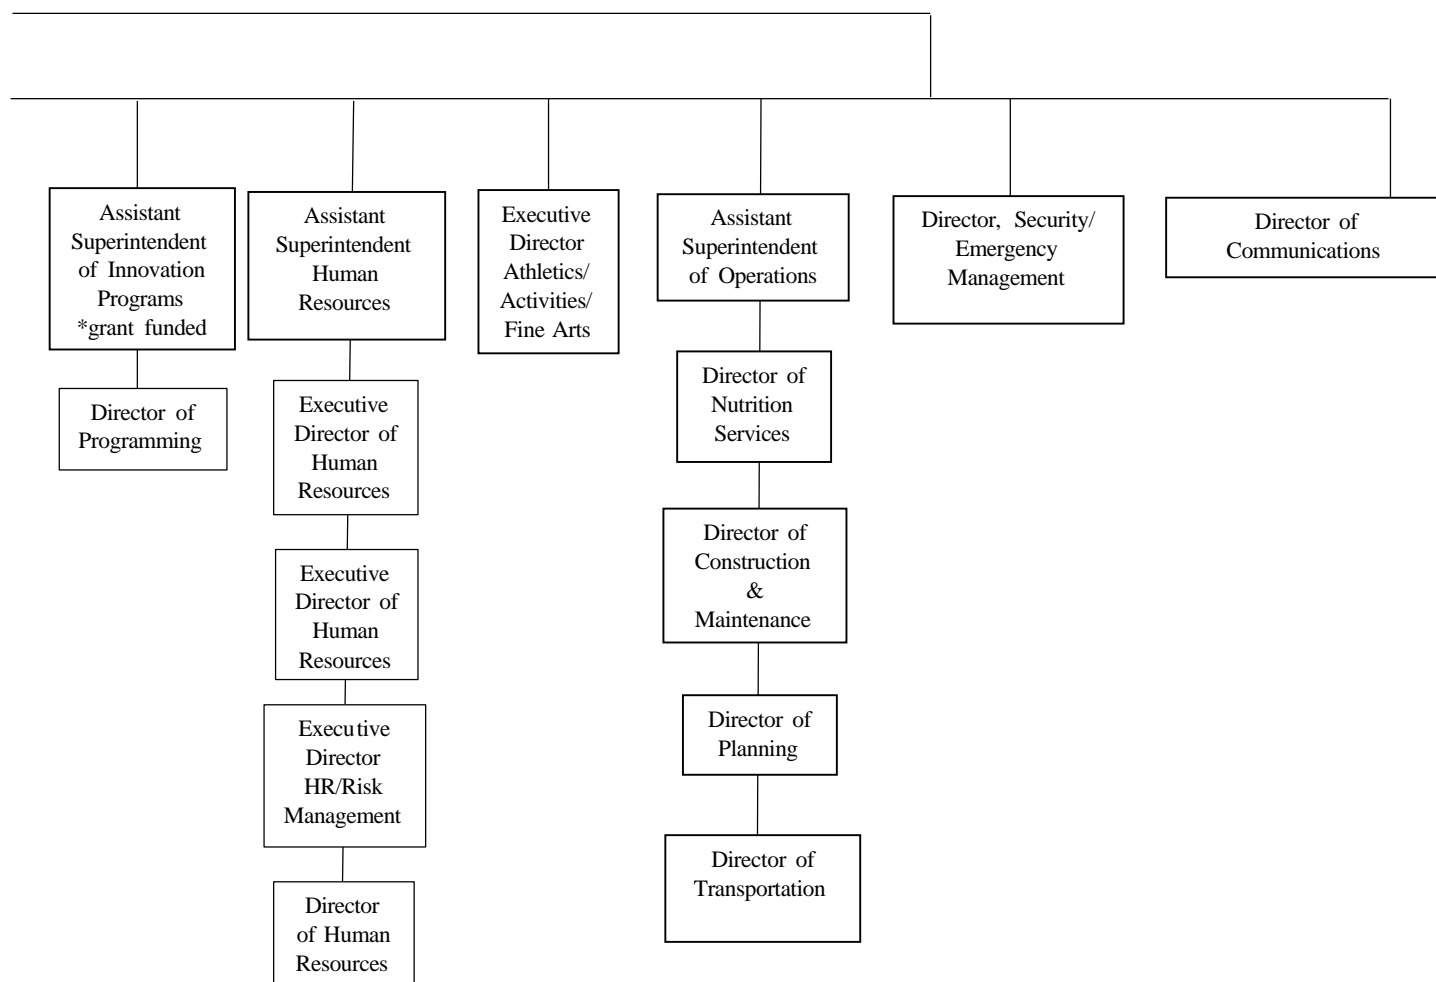 Assistant
Superintendent
of Innovation
Programs
*grant funded
Director of
Programming
Assistant
Superintendent
Human
Resources
Executive
Director of
Human
Resources
Executive
Director of
Human
Resources
Executive
Director
HR/Risk
Management
Director
of Human
Resources
Executive
Director
Athletics/
Activities/
Fine Arts
Assistant
Superintendent
of Operations
Director of
Nutrition
Services
Director of
Construction
&
Maintenance
Director of
Planning
Director of
Transportation
Director, Security/
Emergency
Management
Director of
Communications